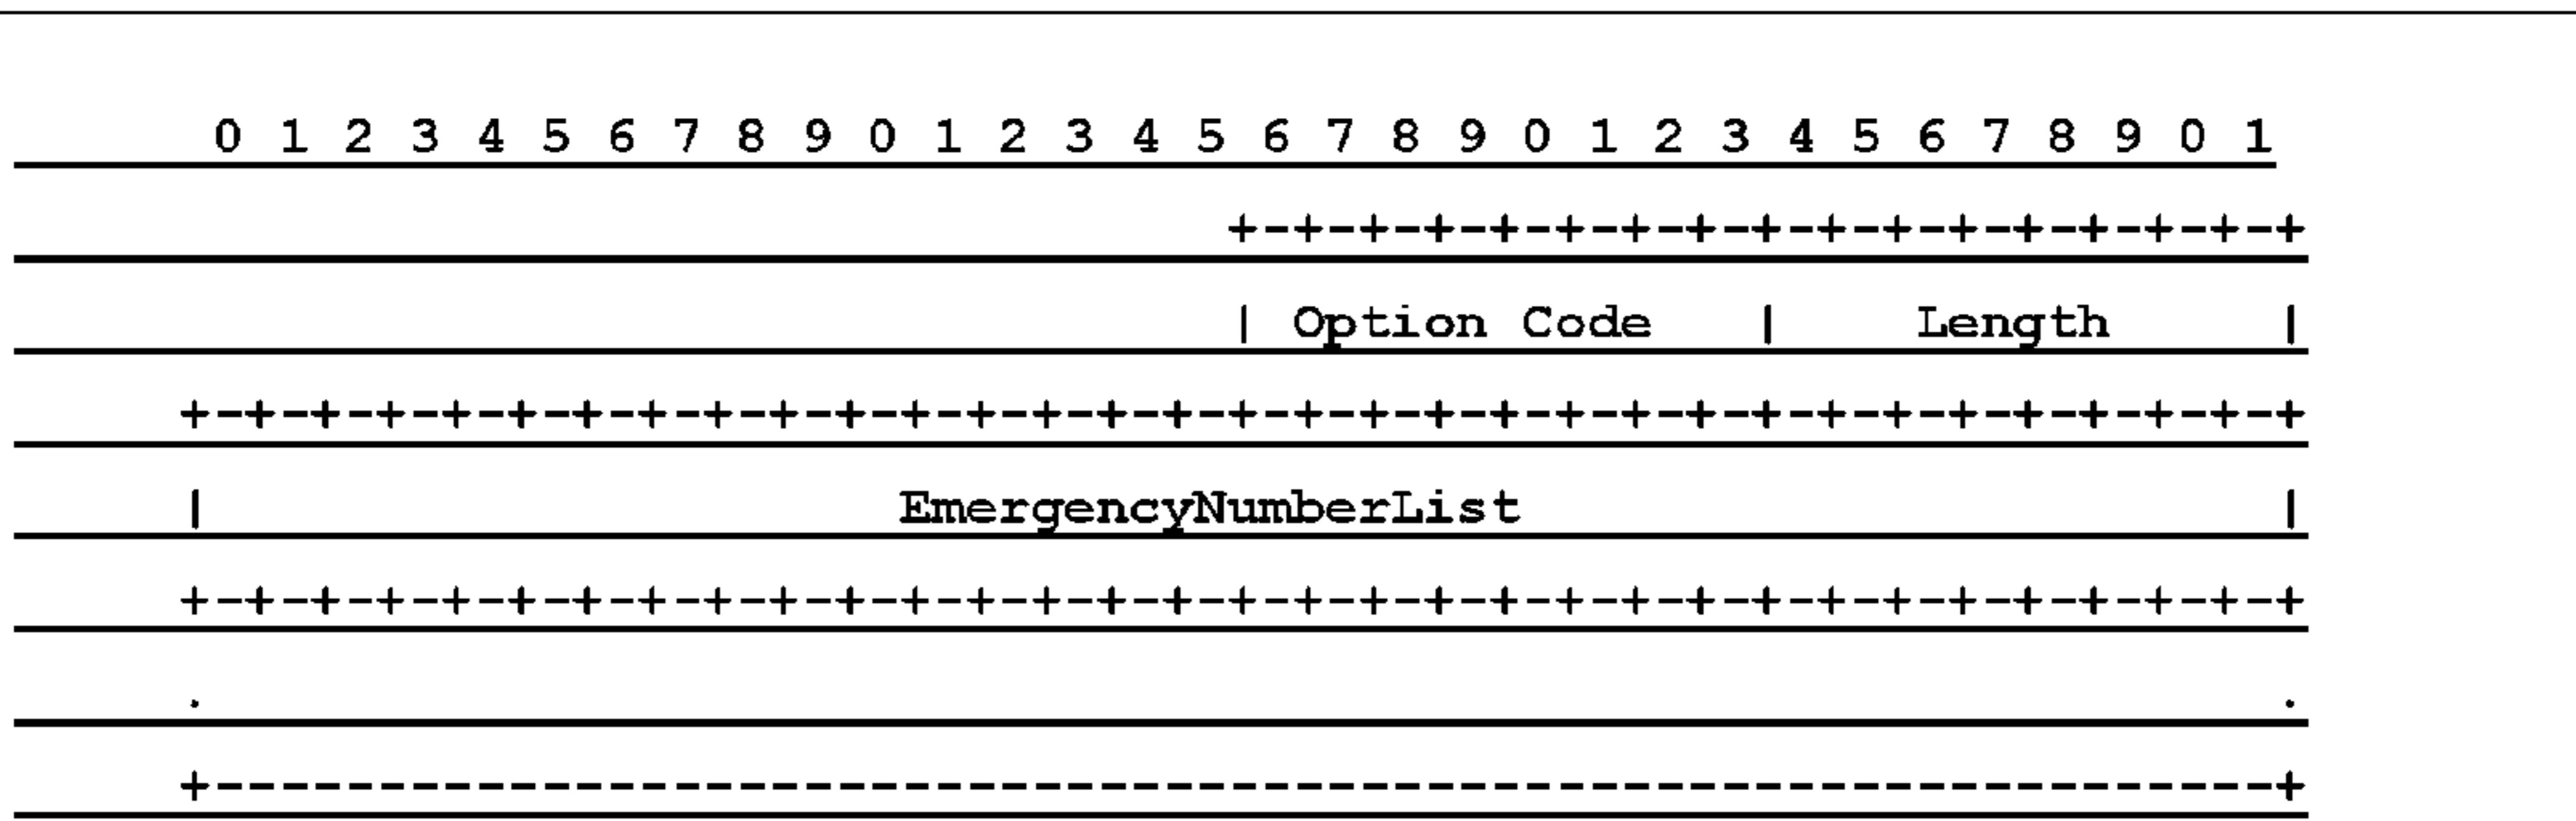 0 1 2 3 4 5 6 7 8 9 0 1 2 3 4 5 6 7 8 9 0 1 2 3 4 5 6 7 8 9 0 1
+-+-+-+-+-+-+-+-+-+-+-+-+-+-+-+-+
| Option Code | Length |
+-+-+-+-+-+-+-+-+-+-+-+-+-+-+-+-+-+-+-+-+-+-+-+-+-+-+-+-+-+-+-+-+
| EmergencyNumberList |
+-+-+-+-+-+-+-+-+-+-+-+-+-+-+-+-+-+-+-+-+-+-+-+-+-+-+-+-+-+-+-+-+
. .
+---------------------------------------------------------------+